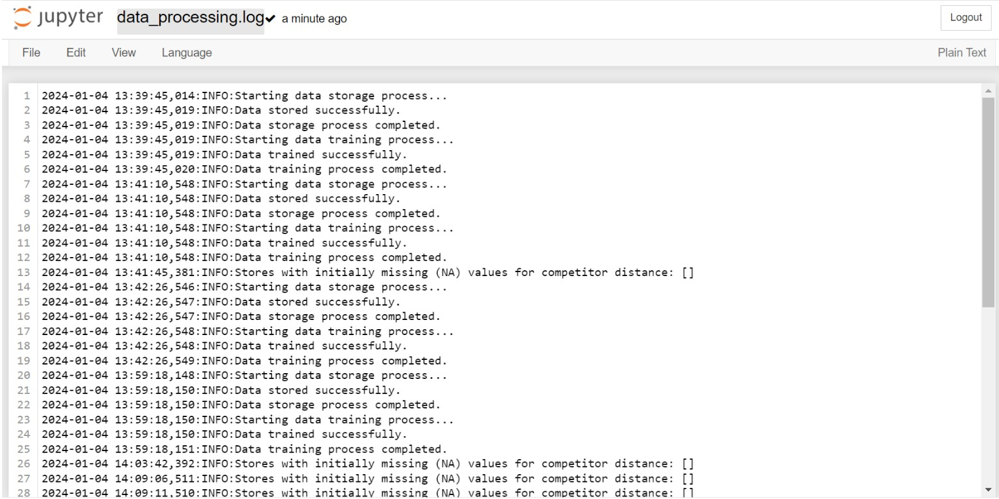 jupyter data_processing.log✔ a minute ago Logout
File Edit View Language Plain Text
1 2024-01-04 13:39:45,014:INFO:Starting data storage process...
2 2024-01-04 13:39:45,019:INFO:Data stored successfully.
3 2024-01-04 13:39:45,019:INFO:Data storage process completed.
4 2024-01-04 13:39:45,019:INFO:Starting data training process...
5 2024-01-04 13:39:45,019:INFO:Data trained successfully.
6 2024-01-04 13:39:45,020:INFO:Data training process completed.
7 2024-01-04 13:41:10,548:INFO:Starting data storage process...
8 2024-01-04 13:41:10,548:INFO:Data stored successfully.
9 2024-01-04 13:41:10,548:INFO:Data storage process completed.
10 2024-01-04 13:41:10,548:INFO:Starting data training process...
11 2024-01-04 13:41:10,548:INFO:Data trained successfully.
12 2024-01-04 13:41:10,548:INFO:Data training process completed.
13 2024-01-04 13:41:45,381:INFO:Stores with initially missing (NA) values for competitor distance: []
14 2024-01-04 13:42:26,546:INFO:Starting data storage process...
15 2024-01-04 13:42:26,547:INFO:Data stored successfully.
16 2024-01-04 13:42:26,547:INFO:Data storage process completed.
17 2024-01-04 13:42:26,548:INFO:Starting data training process...
18 2024-01-04 13:42:26,548:INFO:Data trained successfully.
19 2024-01-04 13:42:26,549:INFO:Data training process completed.
20 2024-01-04 13:59:18,148:INFO:Starting data storage process...
21 2024-01-04 13:59:18,150:INFO:Data stored successfully.
22 2024-01-04 13:59:18,150:INFO:Data storage process completed.
23 2024-01-04 13:59:18,150:INFO:Starting data training process...
24 2024-01-04 13:59:18,150:INFO:Data trained successfully.
25 2024-01-04 13:59:18,151:INFO:Data training process completed.
26 2024-01-04 14:03:42,392:INFO:Stores with initially missing (NA) values for competitor distance: []
27 2024-01-04 14:09:06,511:INFO:Stores with initially missing (NA) values for competitor distance: []
28 2024-01-04 14:09:11,510:INFO:Stores with initially missing (NA) values for competitor distance: []